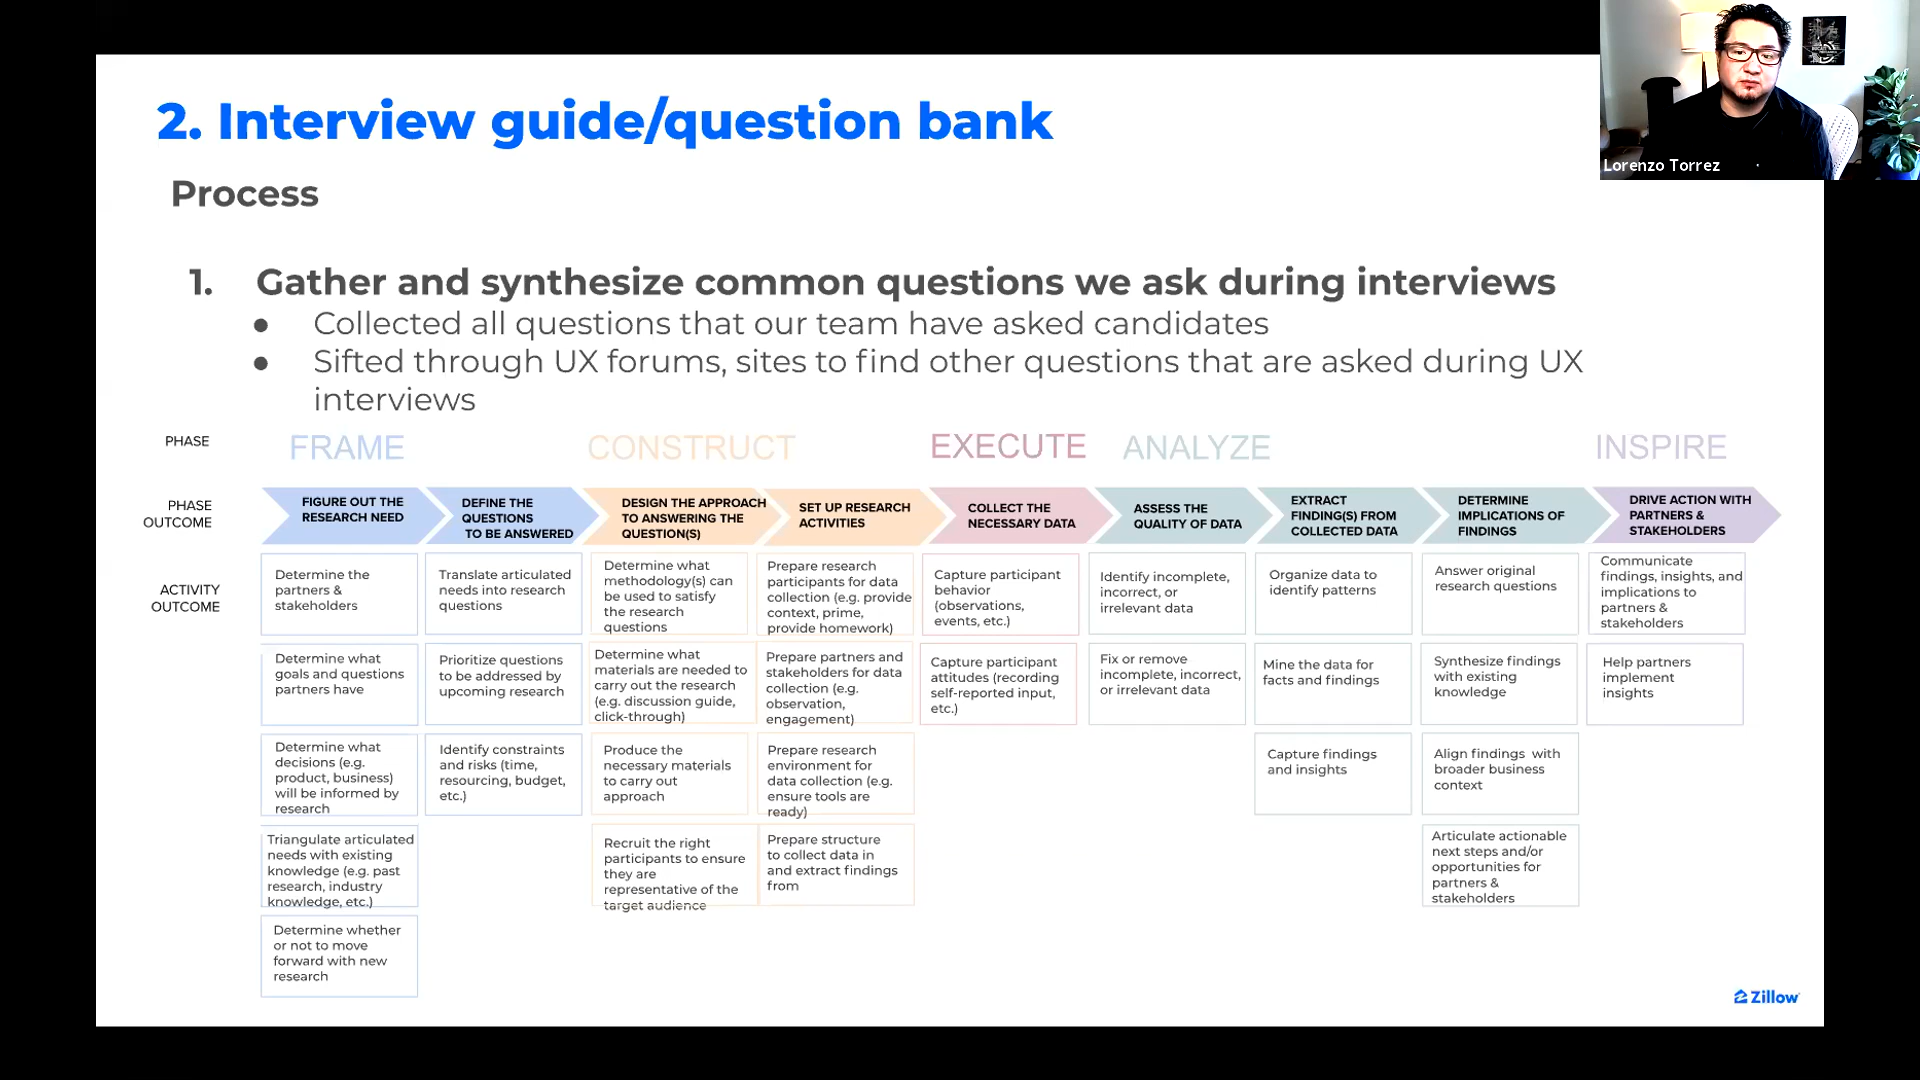 2. Interview guide/question bank
Lorenzo Torrez
Process
1. Gather and synthesize common questions we ask during interviews
● Collected all questions that our team have asked candidates
● Sifted through UX forums, sites to find other questions that are asked during UX
interviews
PHASE
FRAME
CONSTRUCT
EXECUTE
ANALYZE
INSPIRE
PHASE
OUTCOME
FIGURE OUT THE
RESEARCH NEED
DEFINE THE
QUESTIONS
TO BE ANSWERED
DESIGN THE APPROACH
TO ANSWERING THE
QUESTION(S)
SET UP RESEARCH
ACTIVITIES
COLLECT THE
NECESSARY DATA
ASSESS THE
QUALITY OF DATA
EXTRACT
FINDING(S) FROM
COLLECTED DATA
DETERMINE
IMPLICATIONS OF
FINDINGS
DRIVE ACTION WITH
PARTNERS &
STAKEHOLDERS
ACTIVITY
OUTCOME
Determine the
partners &
stakeholders
Translate articulated
needs into research
questions
Determine what
methodology(s) can
be used to satisfy
the research
questions
Prepare research
participants for data
collection (e.g. provide
context, prime,
provide homework)
Capture participant
behavior
(observations,
events, etc.)
Identify incomplete,
incorrect, or
irrelevant data
Organize data to
identify patterns
Answer original
research questions
Communicate
findings, insights, and
implications to
partners &
stakeholders
Determine what
goals and questions
partners have
Prioritize questions
to be addressed by
upcoming research
Determine what
materials are needed to
carry out the research
(e.g. discussion guide,
click-through)
Prepare partners and
stakeholders for data
collection (e.g.
observation,
engagement)
Capture participant
attitudes (recording
self-reported input,
etc.)
Fix or remove
incomplete, incorrect,
or irrelevant data
Mine the data for
facts and findings
Synthesize findings
with existing
knowledge
Help partners
implement
insights
Determine what
decisions (e.g.
product, business)
will be informed by
research
Identify constraints
and risks (time,
resourcing, budget,
etc.)
Produce the
necessary materials
to carry out
approach
Prepare research
environment for
data collection (e.g.
ensure tools are
ready)
Capture findings
and insights
Align findings with
broader business
context
Triangulate articulated
needs with existing
knowledge (e.g. past
research, industry
knowledge, etc.)
Recruit the right
participants to ensure
they are
representative of the
target audience
Prepare structure
to collect data in
and extract findings
from
Articulate actionable
next steps and/or
opportunities for
partners &
stakeholders
Determine whether
or not to move
forward with new
research
Zillow